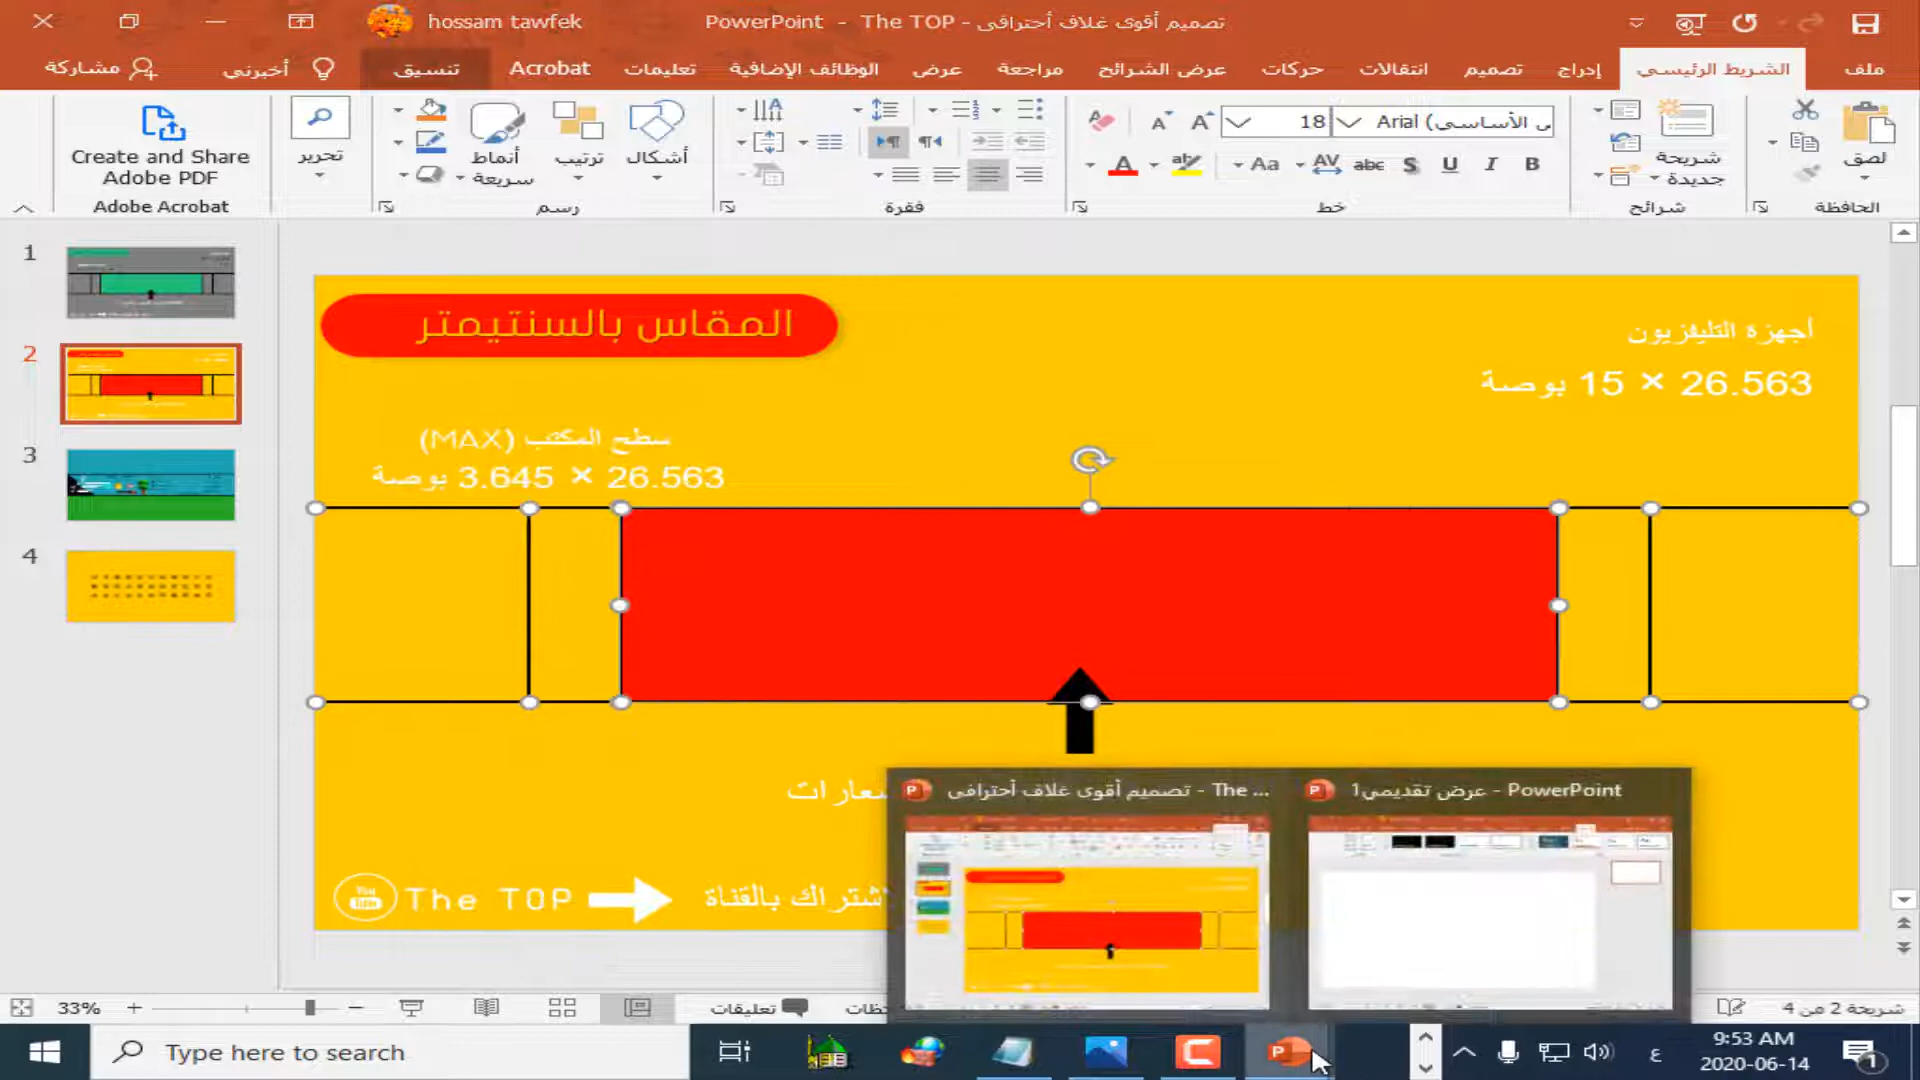 hossam tawfek
PowerPoint - The TOP - تصميم أقوى غلاف أحترافى
ملف
الشريط الرئيسي
إدراج
تصميم
انتقالات
حركات
عرض الشرائح
مراجعة
عرض
الوظائف الإضافية
تعليمات
Acrobat
تنسيق
أخبرني
مشاركة
لصق
شريحة
جديدة
Arial
18
تحرير
أنماط
سريعة
ترتيب
أشكال
Create and Share
Adobe PDF
الحافظة
شرائح
خط
فقرة
رسم
Adobe Acrobat
1
2
3
4
المقاس بالسنتيمتر
أجهزة التليفزيون
26.563 × 15 بوصة
سطح المكتب (MAX)
26.563 × 3.645 بوصة
The TOP
بالقناة
تصميم أقوى غلاف أحترافى - The ...
عرض تقديمي1 - PowerPoint
شريحة 2 من 4
تعليقات
33%
Type here to search
9:53 AM
2020-06-14
ع
1